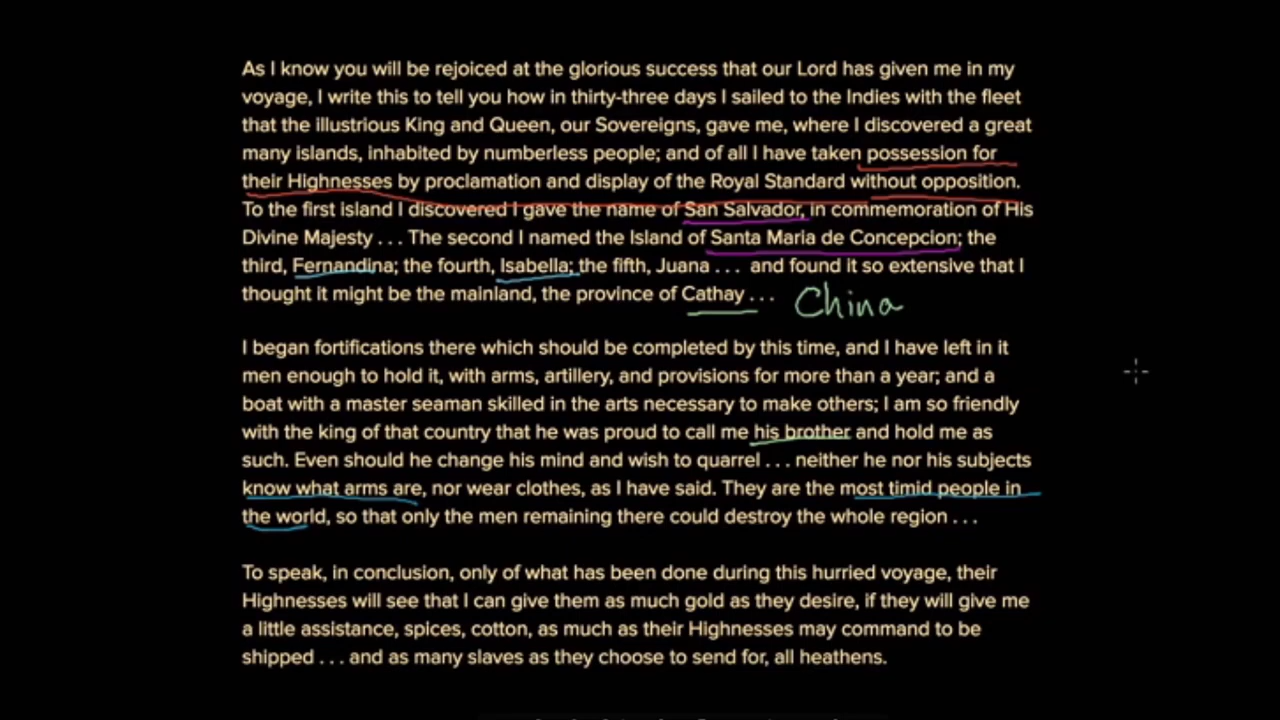 As I know you will be rejoiced at the glorious success that our Lord has given me in my
voyage, I write this to tell you how in thirty-three days I sailed to the Indies with the fleet
that the illustrious King and Queen, our Sovereigns, gave me, where I discovered a great
many islands, inhabited by numberless people; and of all I have taken possession for
their Highnesses by proclamation and display of the Royal Standard without opposition.
To the first island I discovered I gave the name of San Salvador, in commemoration of His
Divine Majesty . . . The second I named the Island of Santa Maria de Concepcion; the
third, Fernandina; the fourth, Isabella; the fifth, Juana . . . and found it so extensive that I
thought it might be the mainland, the province of Cathay . . . China
I began fortifications there which should be completed by this time, and I have left in it
men enough to hold it, with arms, artillery, and provisions for more than a year; and a
boat with a master seaman skilled in the arts necessary to make others; I am so friendly
with the king of that country that he was proud to call me his brother and hold me as
such. Even should he change his mind and wish to quarrel . . . neither he nor his subjects
know what arms are, nor wear clothes, as I have said. They are the most timid people in
the world, so that only the men remaining there could destroy the whole region . . .
To speak, in conclusion, only of what has been done during this hurried voyage, their
Highnesses will see that I can give them as much gold as they desire, if they will give me
a little assistance, spices, cotton, as much as their Highnesses may command to be
shipped . . . and as many slaves as they choose to send for, all heathens.